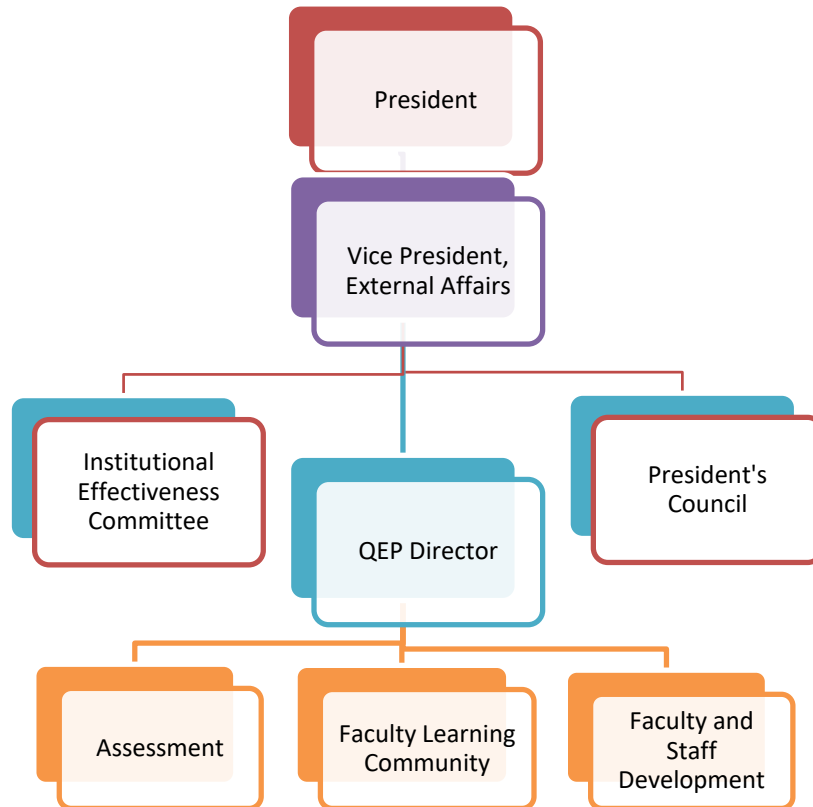 President
Vice President,
External Affairs
Institutional
Effectiveness
Committee
QEP Director
President's
Council
Assessment
Faculty Learning
Community
Faculty and
Staff
Development